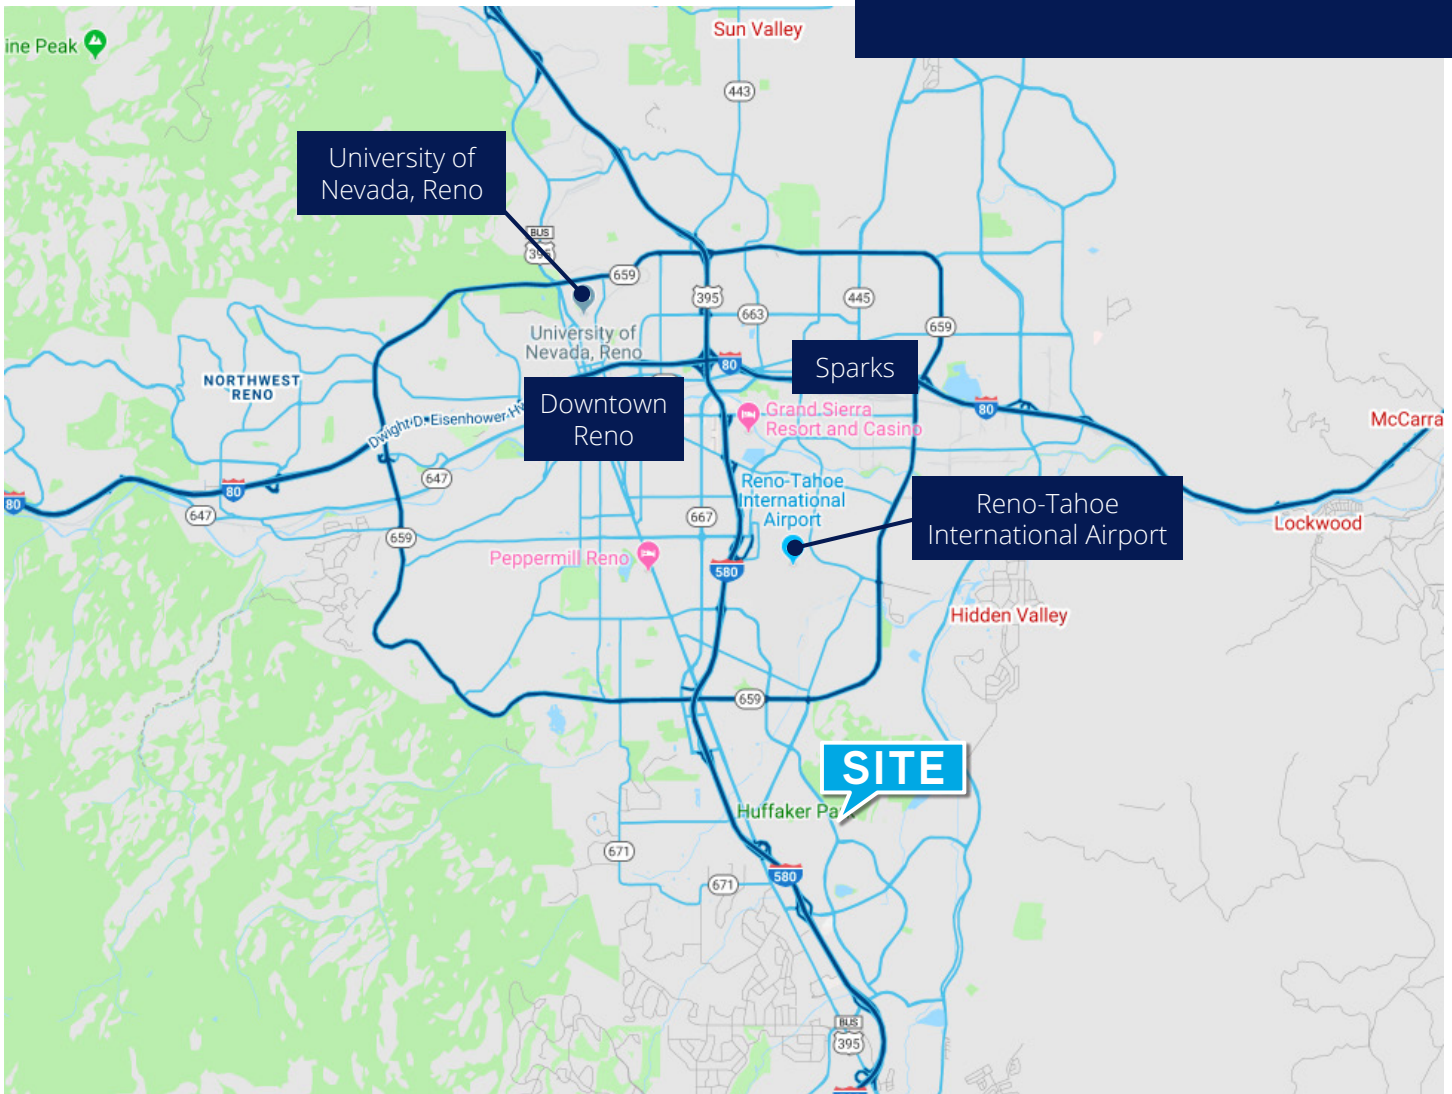 Sun Valley
ine Peak
443
University of
Nevada, Reno
BUS
395
659
395
445
663
659
University of
Nevada, Reno
80
Sparks
NORTHWEST
RENO
80
Downtown
Reno
Grand Sierra
Resort and Casino
McCarra
Dwight D. Eisenhower Hw
647
Reno-Tahoe
International
Airport
80
80
647
667
Reno-Tahoe
International Airport
Lockwood
659
Peppermill Reno
580
Hidden Valley
659
SITE
Huffaker Pa
671
580
671
BUS
395